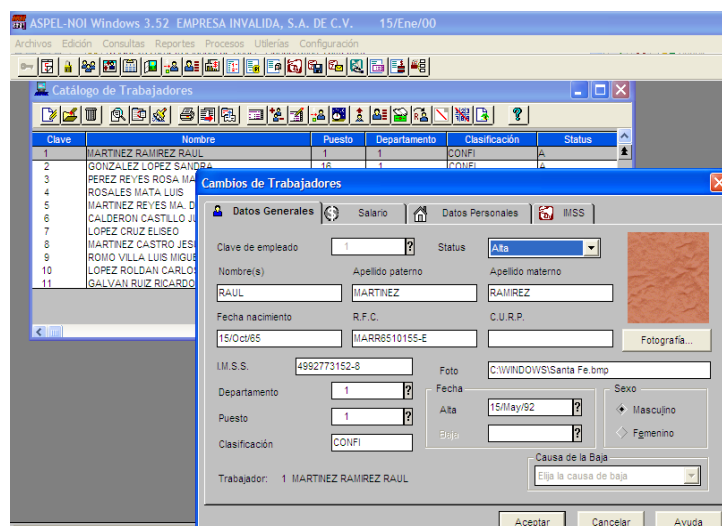 ASPEL-NOI Windows 3.52 EMPRESA INVALIDA, S.A. DE C.V. 15/Ene/00
Archivos Edición Consultas Reportes Procesos Utilerías Configuración
Catálogo de Trabajadores
Clave Nombre Puesto Departamento Clasificación Status
1 MARTINEZ RAMIREZ RAUL 1 1 CONFI A
2 GONZALEZ LOPEZ SANDRA 16 1 CONFI A
3 PEREZ REYES ROSA MA
4 ROSALES MATA LUIS
5 MARTINEZ REYES MA. D
6 CALDERON CASTILLO JU
7 LOPEZ CRUZ ELISEO
8 MARTINEZ CASTRO JES
9 ROMO VILLA LUIS MIGUE
10 LOPEZ ROLDAN CARLO
11 GALVAN RUIZ RICARDO
Cambios de Trabajadores
Datos Generales Salario Datos Personales IMSS
Clave de empleado 1 ? Status Alta
Nombre(s) Apellido paterno Apellido materno
RAUL MARTINEZ RAMIREZ
Fecha nacimiento R.F.C. C.U.R.P.
15/Oct/65 MARR6510155-E Fotografía...
I.M.S.S. 4992773152-8 Foto C:\WINDOWS\Santa Fe.bmp
Departamento 1 ? Fecha Sexo
Alta 15/May/92 ? Masculino
Puesto 1 ? Baja ? Femenino
Clasificación CONFI
Causa de la Baja
Trabajador: 1 MARTINEZ RAMIREZ RAUL Elija la causa de baja
Aceptar Cancelar Ayuda